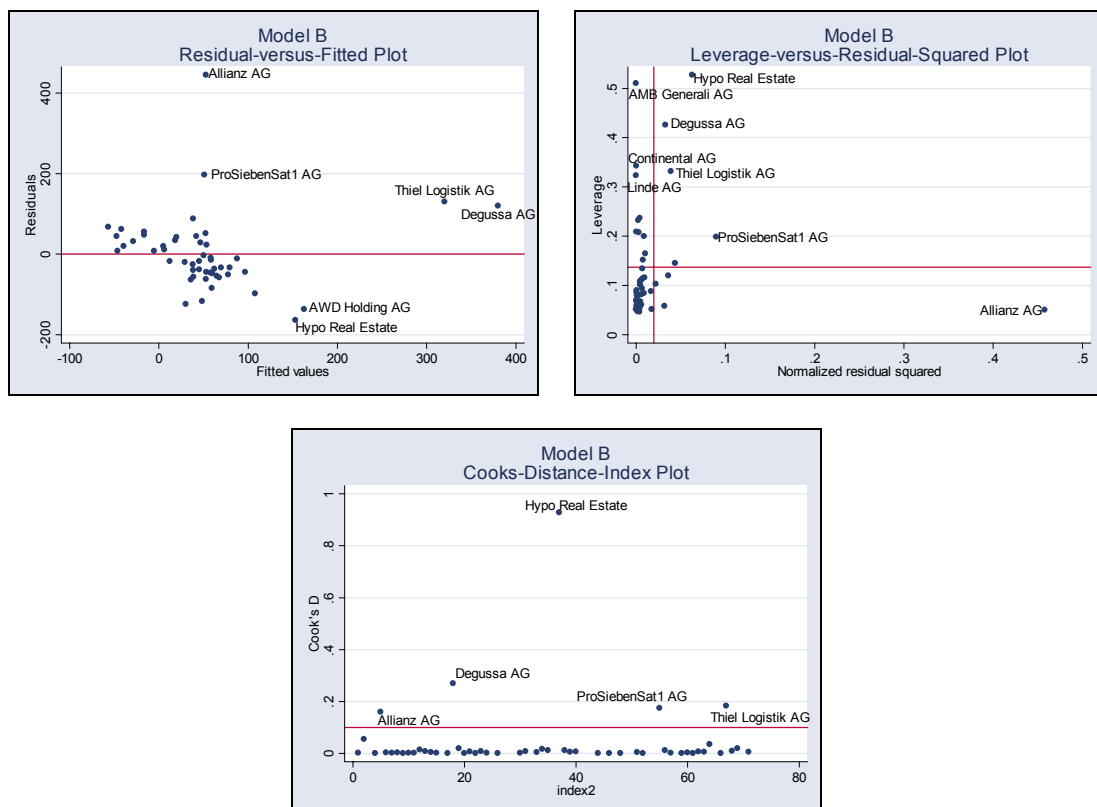 Model B
Residual-versus-Fitted Plot
Residuals
400
200
0
-200
Allianz AG
ProSiebenSat1 AG
Thiel Logistik AG
Degussa AG
AWD Holding AG
Hypo Real Estate
-100 0 100 200 300 400
Fitted values
Model B
Leverage-versus-Residual-Squared Plot
Leverage
.5
.4
.3
.2
.1
0
Hypo Real Estate
AMB Generali AG
Degussa AG
Continental AG
Thiel Logistik AG
Linde AG
ProSiebenSat1 AG
Allianz AG
0 .1 .2 .3 .4 .5
Normalized residual squared
Model B
Cooks-Distance-Index Plot
Cook's D
1
.8
.6
.4
.2
0
Hypo Real Estate
Degussa AG
ProSiebenSat1 AG
Allianz AG
Thiel Logistik AG
0 20 40 60 80
index2